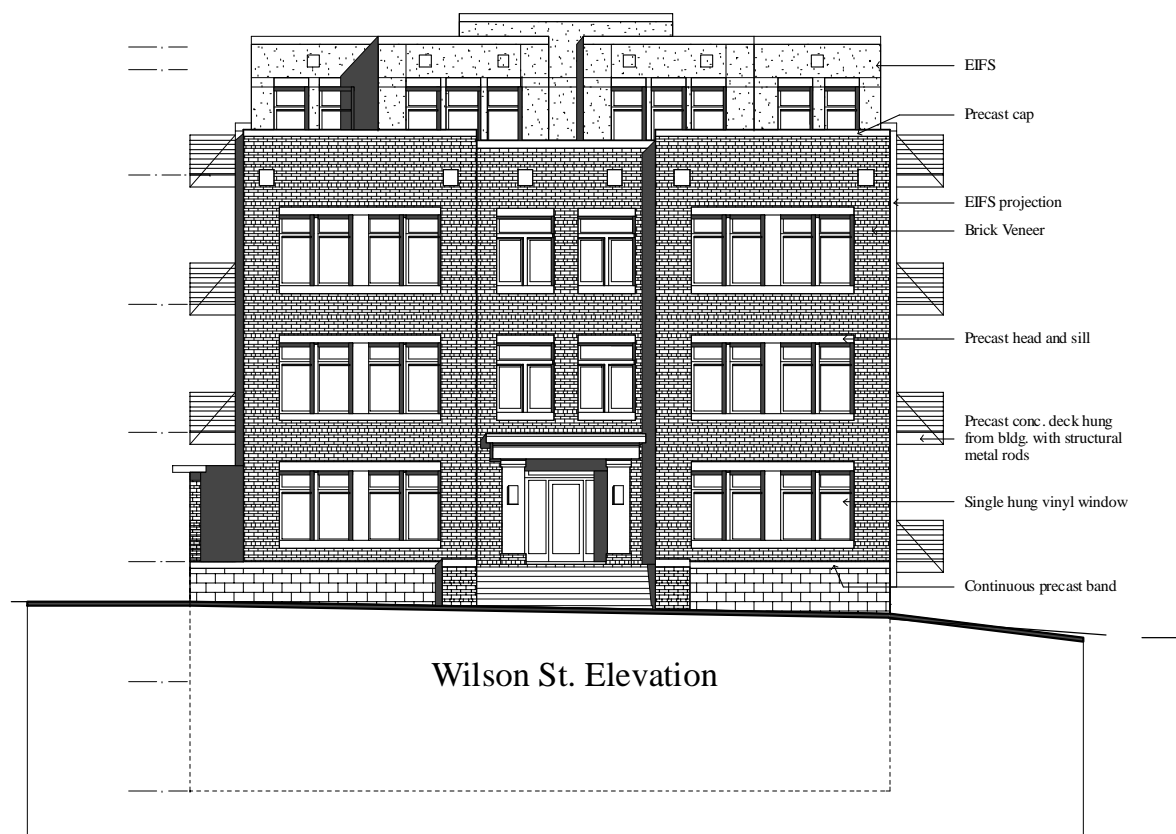 EIFS
Precast cap
EIFS projection
Brick Veneer
Precast head and sill
Precast conc. deck hung
from bldg. with structural
metal rods
Single hung vinyl window
Continuous precast band
Wilson St. Elevation